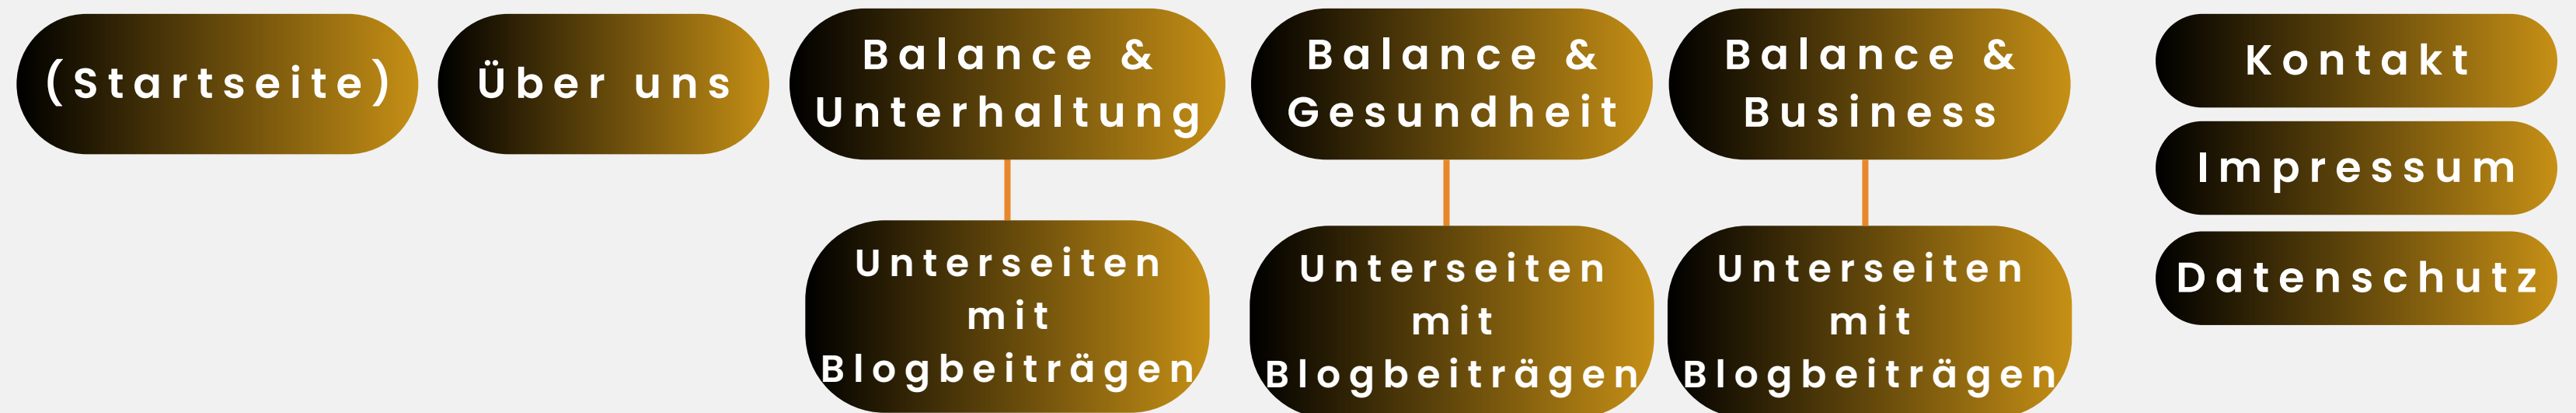 (Startseite)
Über uns
Balance &
Unterhaltung
Balance &
Gesundheit
Balance &
Business
Kontakt
Impressum
Datenschutz
Unterseiten
mit
Blogbeiträgen
Unterseiten
mit
Blogbeiträgen
Unterseiten
mit
Blogbeiträgen